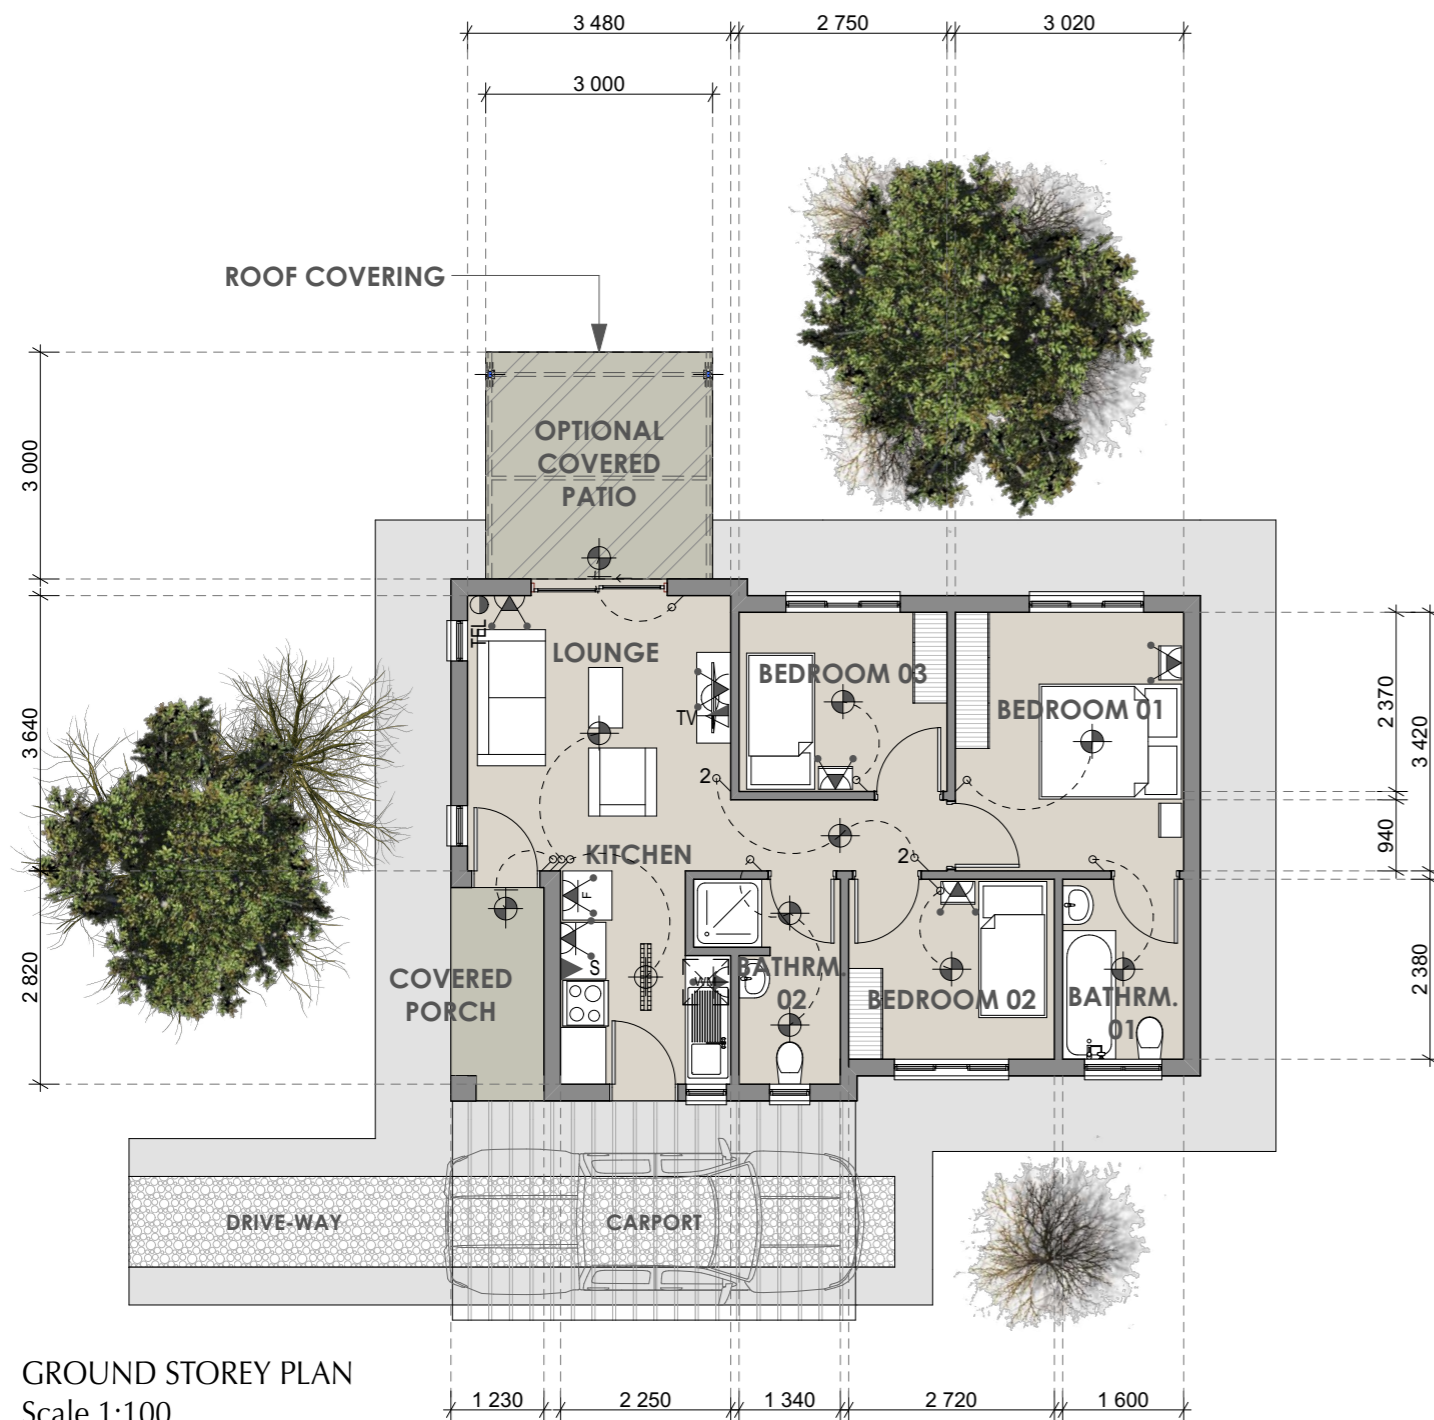 3 480
2 750
3 020
3 000
ROOF COVERING
OPTIONAL
COVERED
PATIO
3 000
TEL
LOUNGE
BEDROOM 03
BEDROOM 01
TV
2 370
3 420
3 640
2
2
940
KITCHEN
F
S
WM
COVERED
PORCH
BATHRM.
02
BEDROOM 02
BATHRM.
01
2 820
2 380
DRIVE-WAY
CARPORT
GROUND STOREY PLAN
Scale 1:100
1 230
2 250
1 340
2 720
1 600